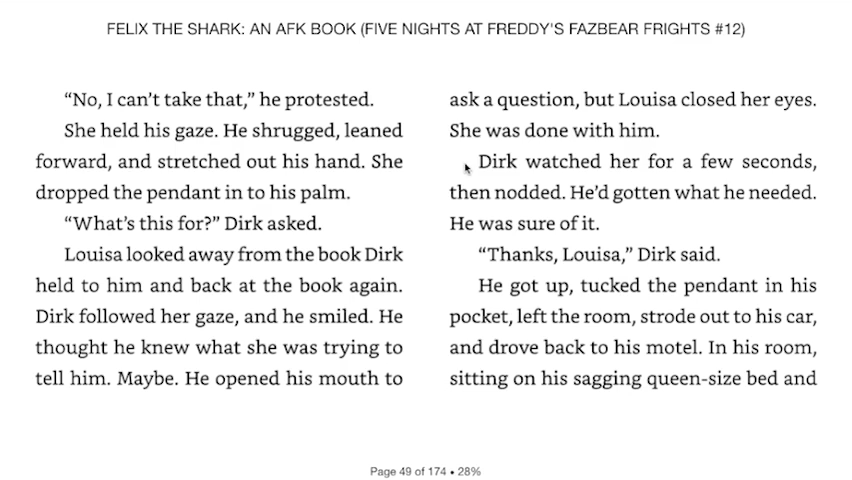 FELIX THE SHARK: AN AFK BOOK (FIVE NIGHTS AT FREDDY'S FAZBEAR FRIGHTS #12)
“No, I can’t take that,” he protested.
She held his gaze. He shrugged, leaned
forward, and stretched out his hand. She
dropped the pendant in to his palm.
“What’s this for?” Dirk asked.
Louisa looked away from the book Dirk
held to him and back at the book again.
Dirk followed her gaze, and he smiled. He
thought he knew what she was trying to
tell him. Maybe. He opened his mouth to
ask a question, but Louisa closed her eyes.
She was done with him.
Dirk watched her for a few seconds,
then nodded. He’d gotten what he needed.
He was sure of it.
“Thanks, Louisa,” Dirk said.
He got up, tucked the pendant in his
pocket, left the room, strode out to his car,
and drove back to his motel. In his room,
sitting on his sagging queen-size bed and
Page 49 of 174 • 28%